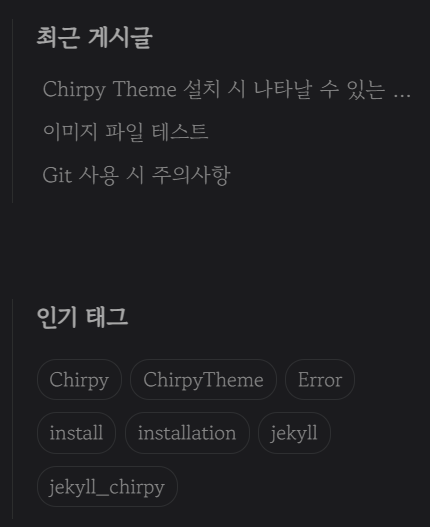 최근 게시글
Chirpy Theme 설치 시 나타날 수 있는 ...
이미지 파일 테스트
Git 사용 시 주의사항
인기 태그
Chirpy ChirpyTheme Error
install installation jekyll
jekyll_chirpy